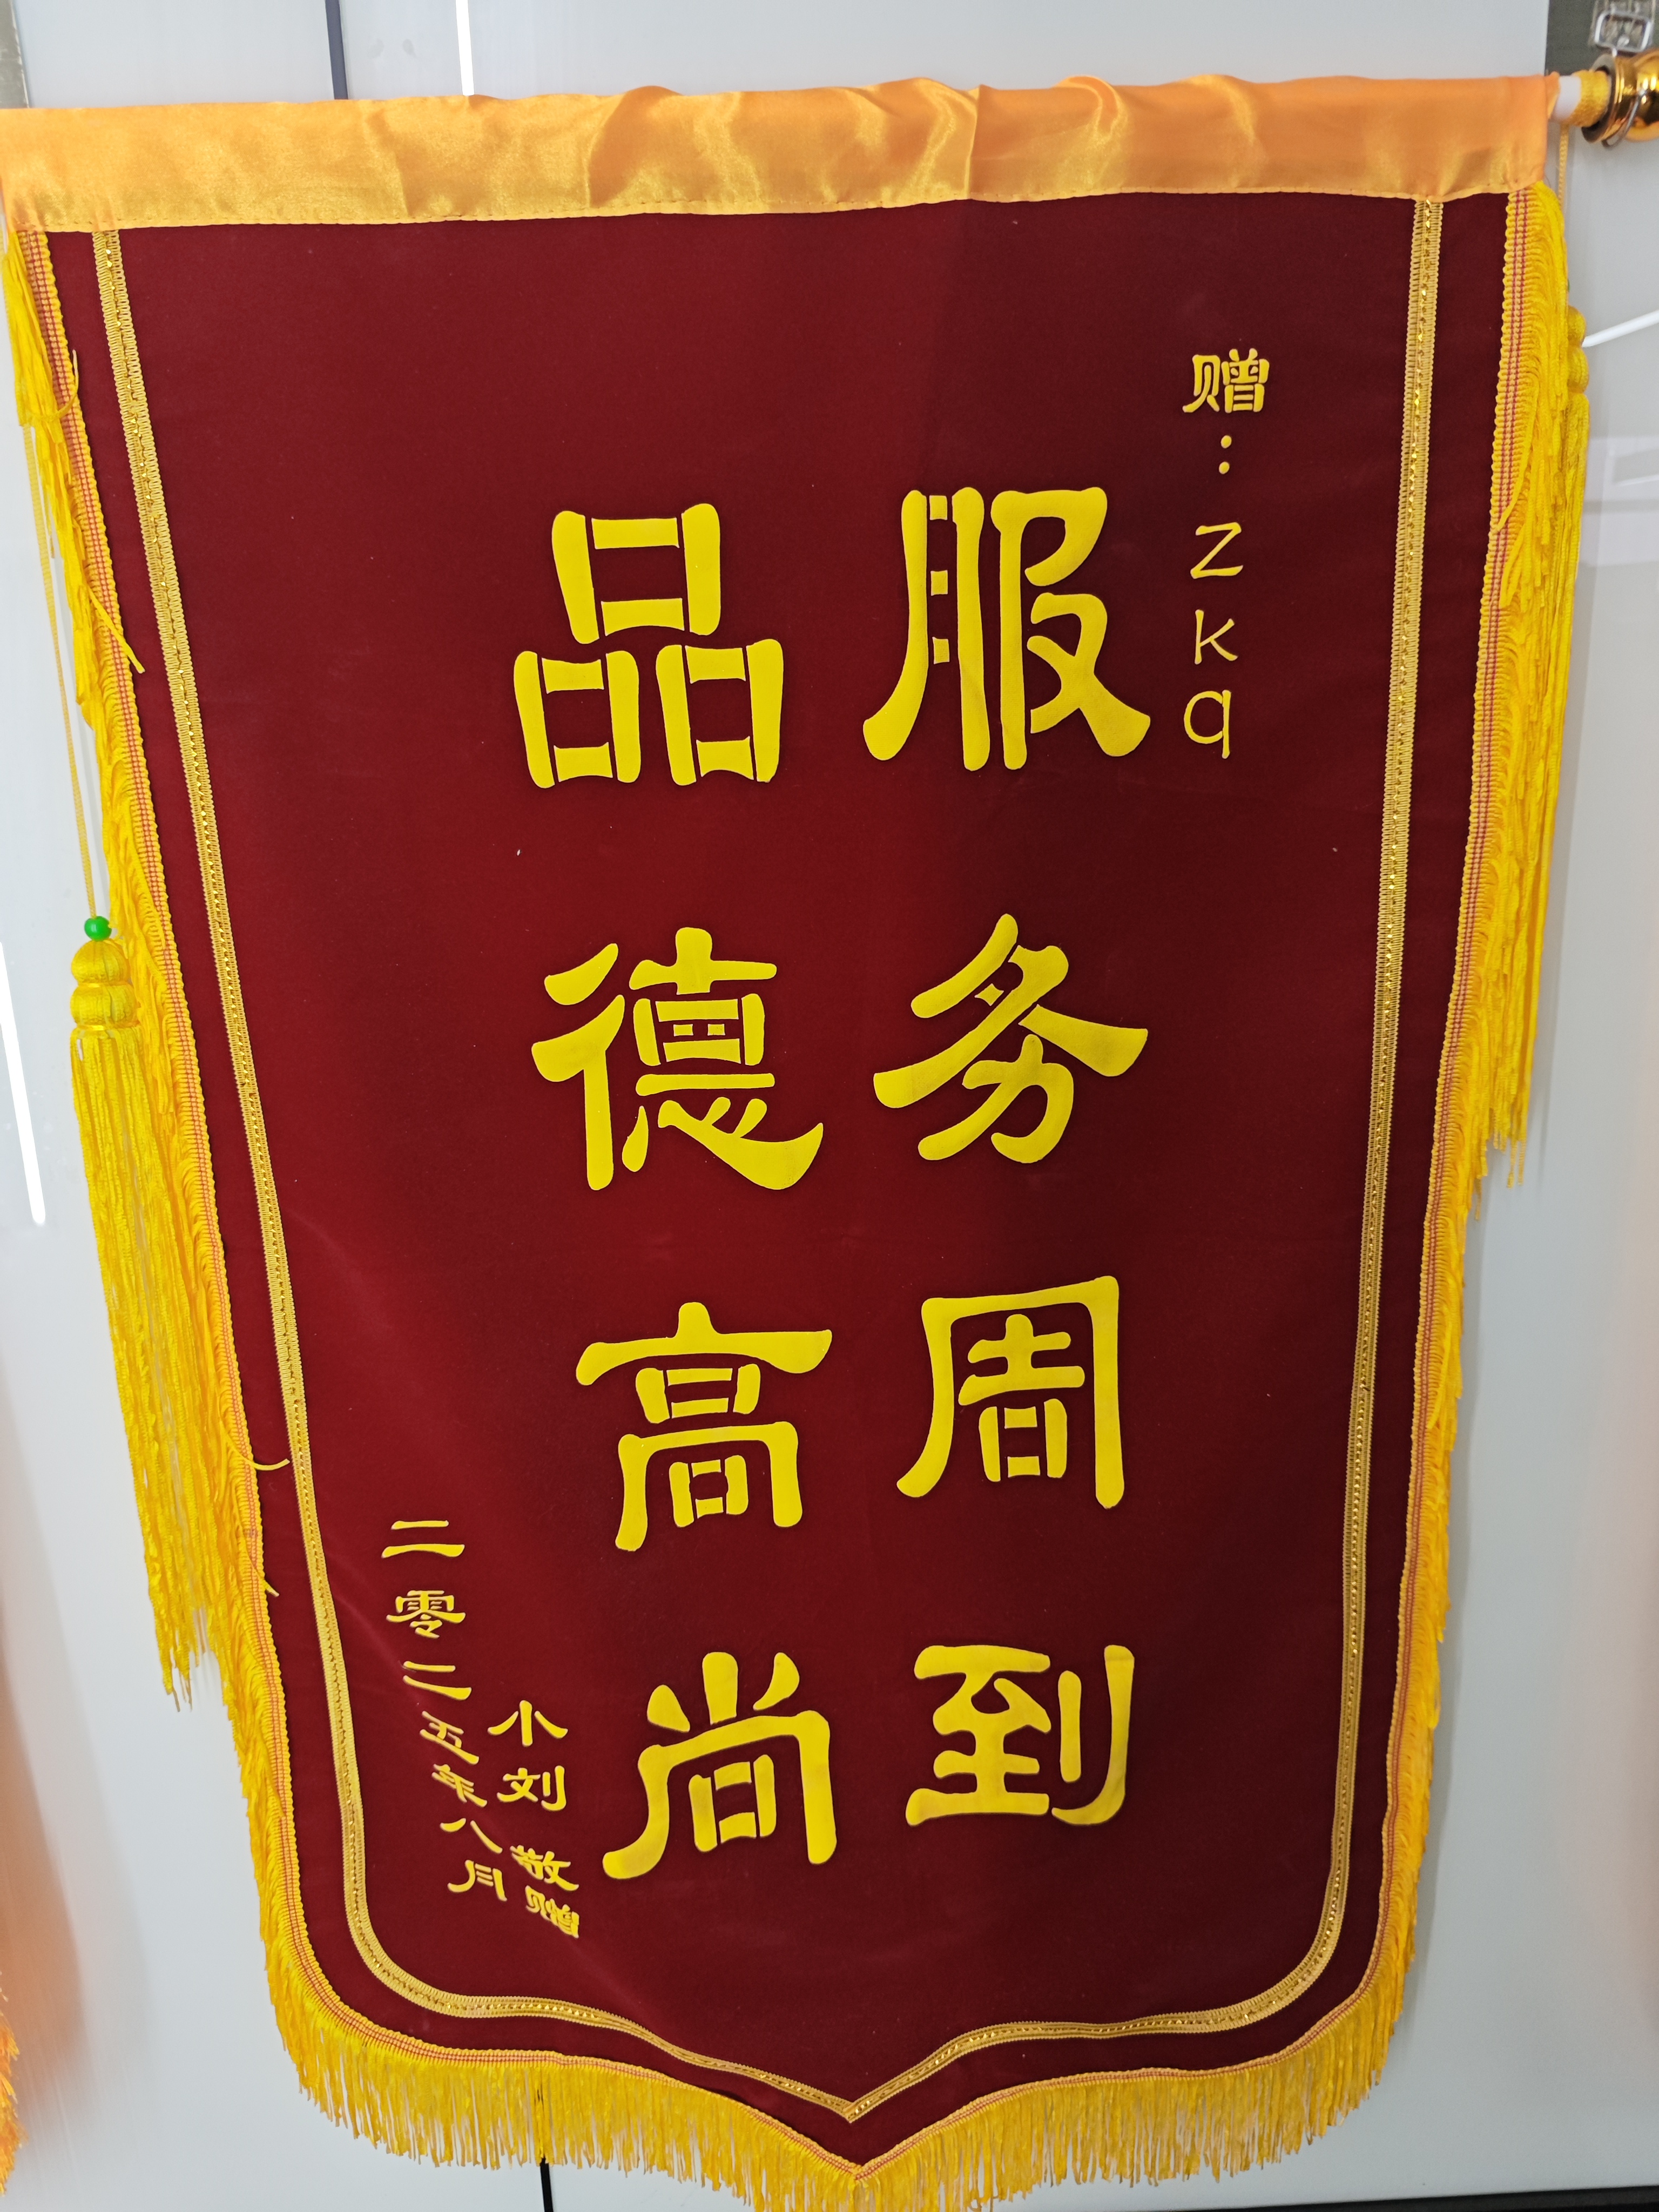 赠：zkq
服务周到
品德高尚
小刘 敬赠
二零二五年八月